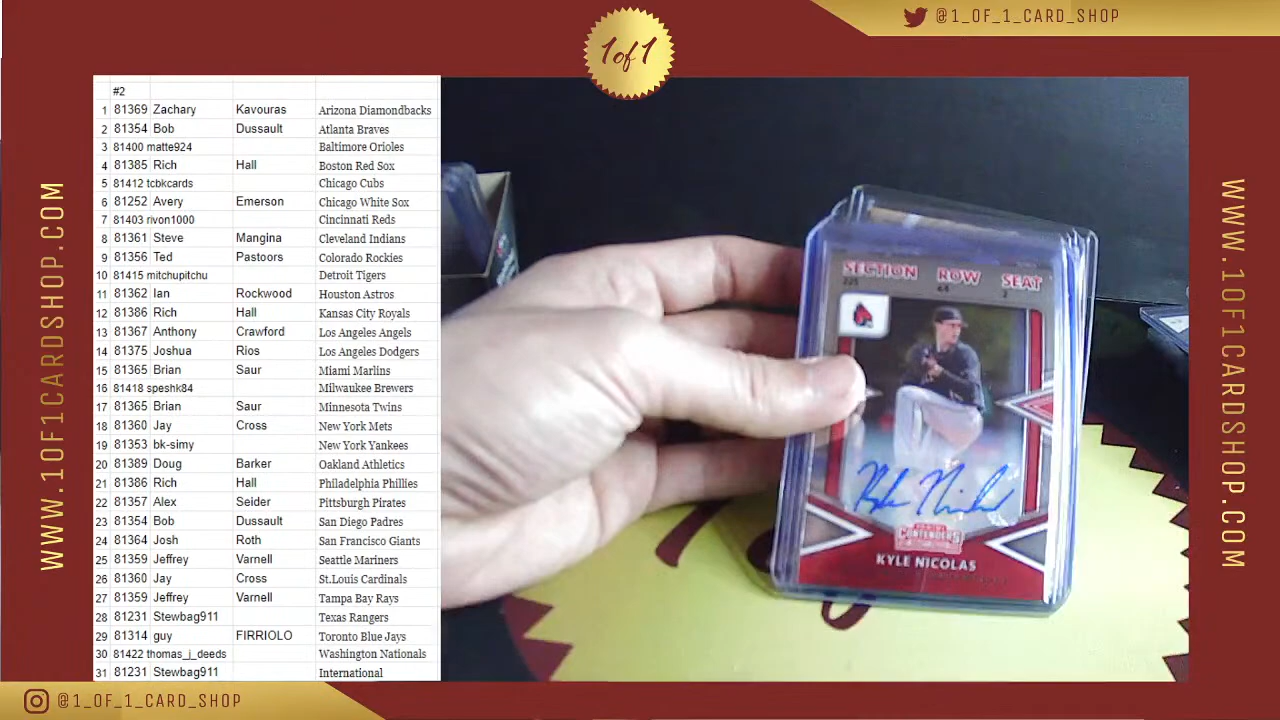 @1_OF_1_CARD_SHOP
1of1
WWW.1OF1CARDSHOP.COM
#2
1 81369 Zachary Kavouras Arizona Diamondbacks
2 81354 Bob Dussault Atlanta Braves
3 81400 matte924 Baltimore Orioles
4 81385 Rich Hall Boston Red Sox
5 81412 tcbkcards Chicago Cubs
6 81252 Avery Emerson Chicago White Sox
7 81403 rivon1000 Cincinnati Reds
8 81361 Steve Mangina Cleveland Indians
9 81356 Ted Pastoors Colorado Rockies
10 81415 mitchupitchu Detroit Tigers
11 81362 Ian Rockwood Houston Astros
12 81386 Rich Hall Kansas City Royals
13 81367 Anthony Crawford Los Angeles Angels
14 81375 Joshua Rios Los Angeles Dodgers
15 81365 Brian Saur Miami Marlins
16 81418 speshk84 Milwaukee Brewers
17 81365 Brian Saur Minnesota Twins
18 81360 Jay Cross New York Mets
19 81353 bk-simy New York Yankees
20 81389 Doug Barker Oakland Athletics
21 81386 Rich Hall Philadelphia Phillies
22 81357 Alex Seider Pittsburgh Pirates
23 81354 Bob Dussault San Diego Padres
24 81364 Josh Roth San Francisco Giants
25 81359 Jeffrey Varnell Seattle Mariners
26 81360 Jay Cross St.Louis Cardinals
27 81359 Jeffrey Varnell Tampa Bay Rays
28 81231 Stewbag911 Texas Rangers
29 81314 guy FIRRIOLO Toronto Blue Jays
30 81422 thomas_j_deeds Washington Nationals
31 81231 Stewbag911 International
SECTION ROW SEAT
Kyle Nicolas
CONTENDERS
KYLE NICOLAS
WWW.1OF1CARDSHOP.COM
@1_OF_1_CARD_SHOP